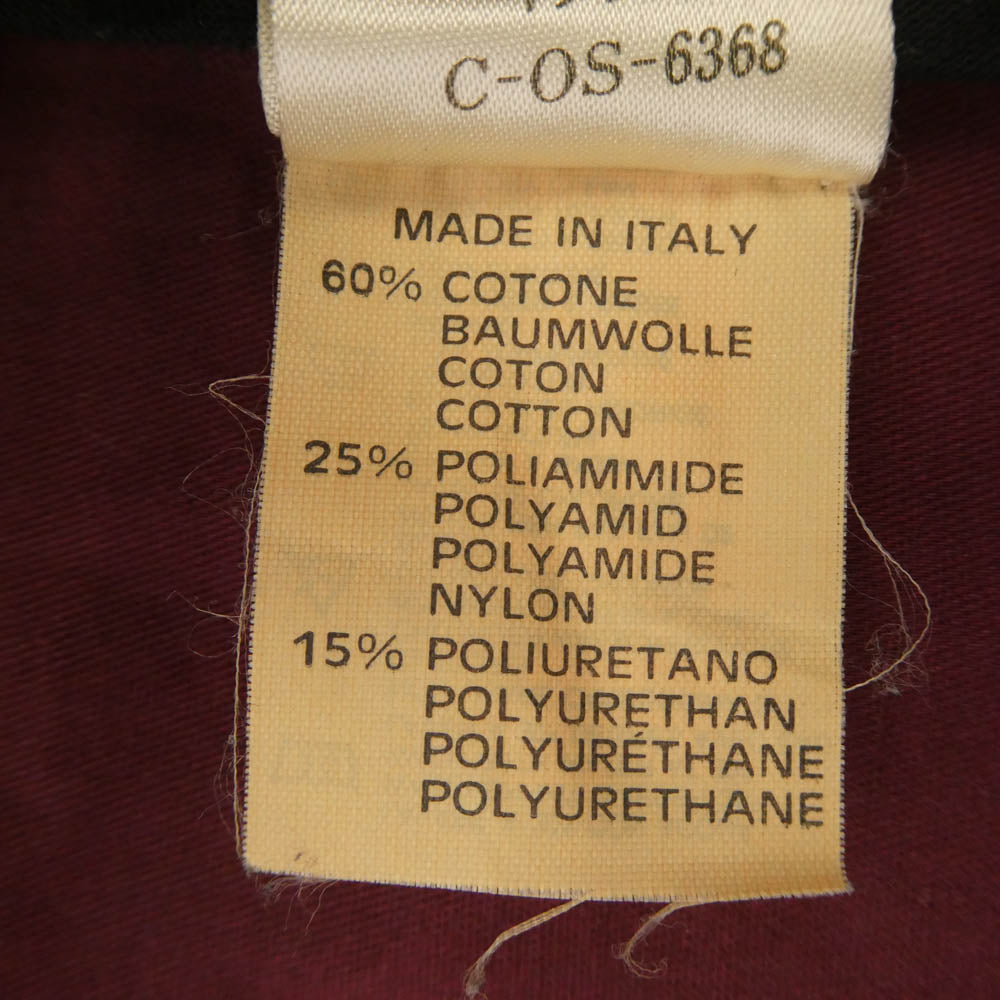 C-OS-6368
MADE IN ITALY
60% COTONE
BAUMWOLLE
COTON
COTTON
25% POLIAMMIDE
POLYAMID
POLYAMIDE
NYLON
15% POLIURETANO
POLYURETHAN
POLYURÉTHANE
POLYURETHANE